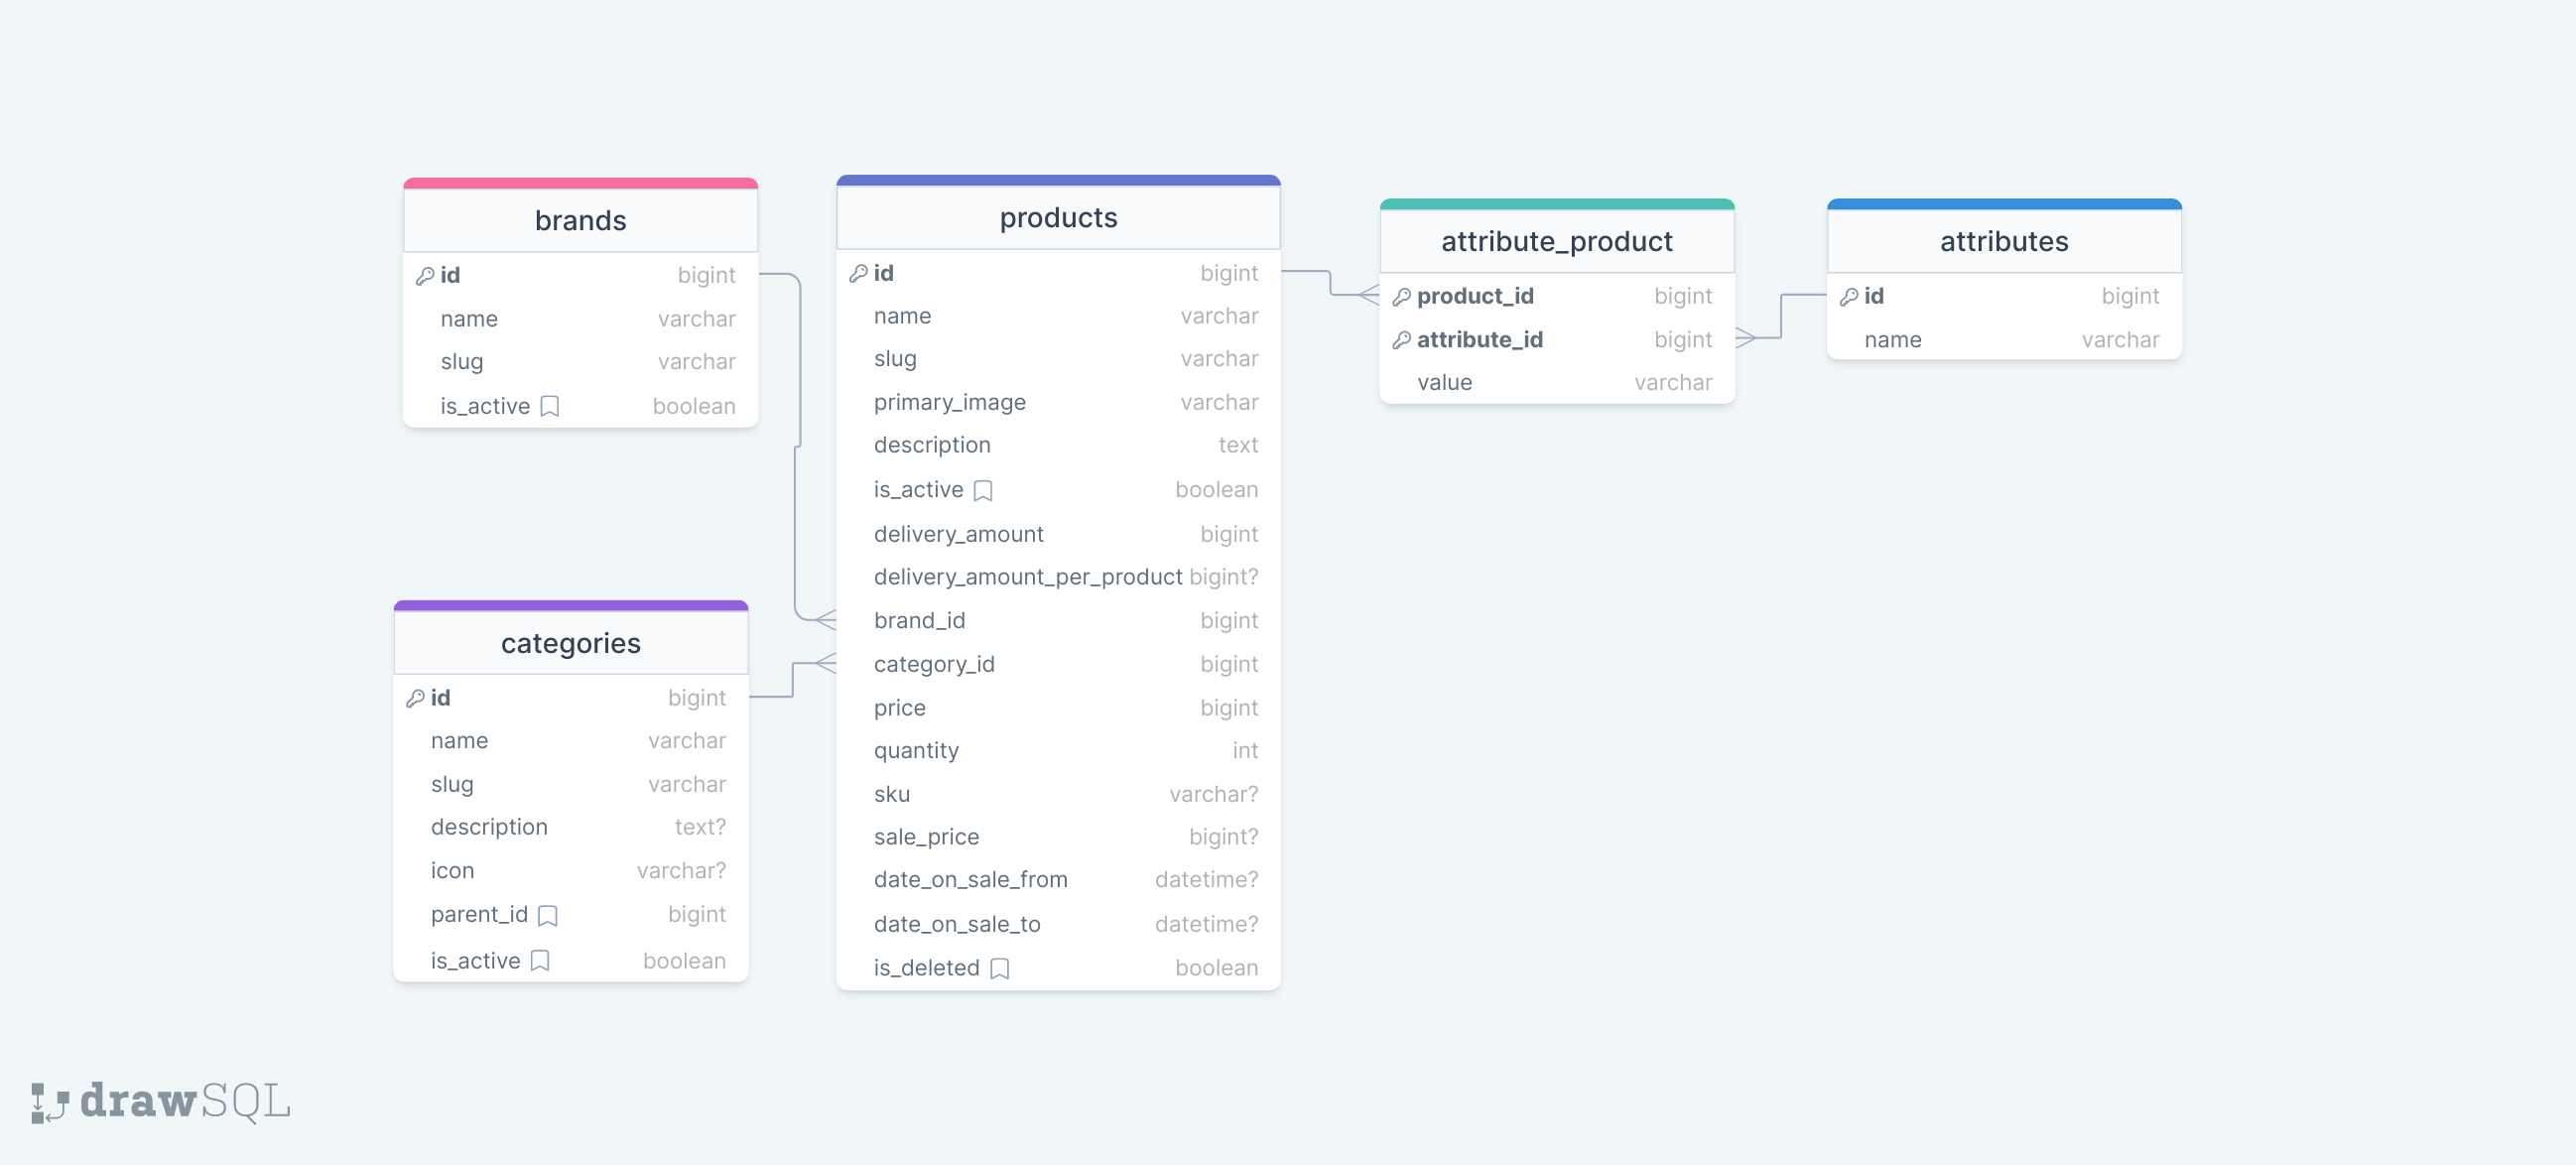 brands
id bigint
name varchar
slug varchar
is_active boolean
categories
id bigint
name varchar
slug varchar
description text?
icon varchar?
parent_id bigint
is_active boolean
products
id bigint
name varchar
slug varchar
primary_image varchar
description text
is_active boolean
delivery_amount bigint
delivery_amount_per_product bigint?
brand_id bigint
category_id bigint
price bigint
quantity int
sku varchar?
sale_price bigint?
date_on_sale_from datetime?
date_on_sale_to datetime?
is_deleted boolean
attribute_product
product_id bigint
attribute_id bigint
value varchar
attributes
id bigint
name varchar
drawSQL